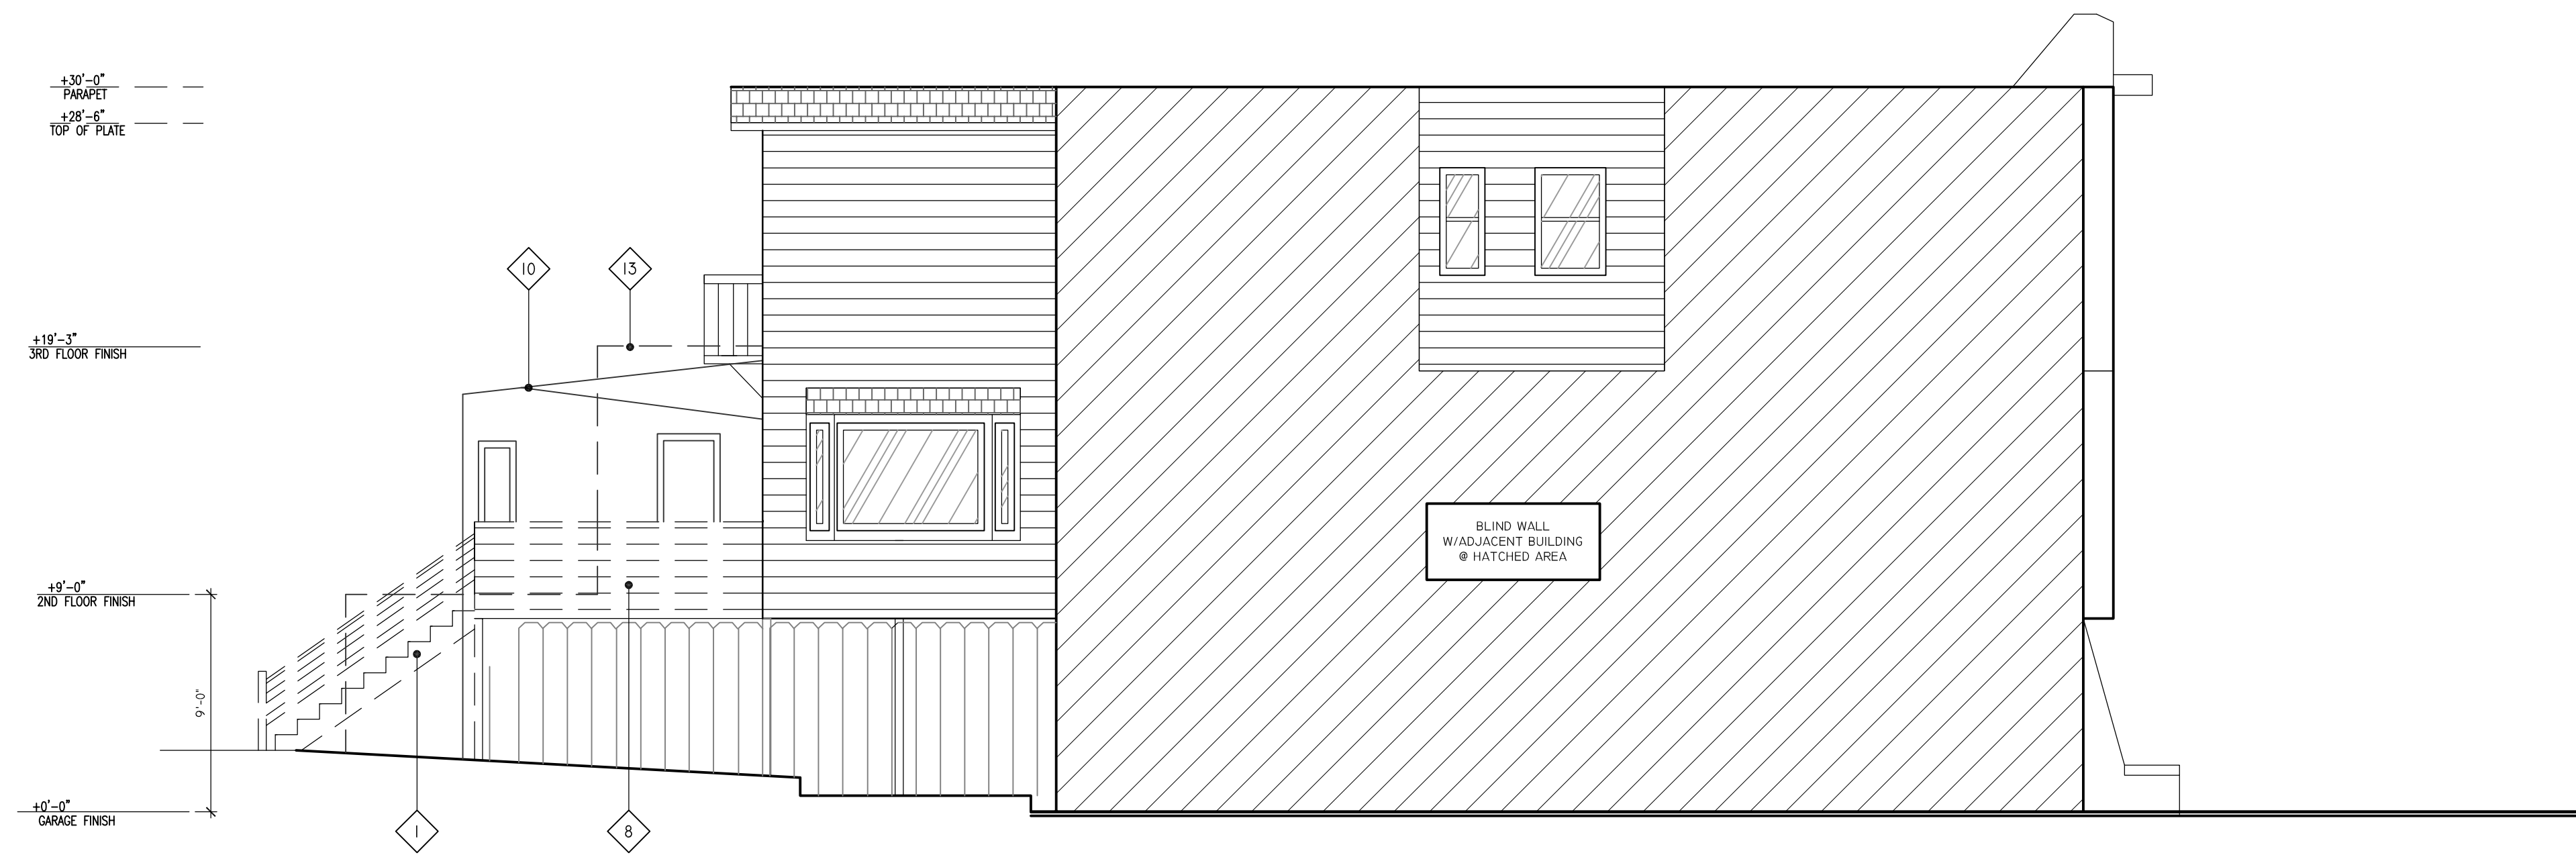 +30'-0"
PARAPET
+28'-6"
TOP OF PLATE
10
13
+19'-3"
3RD FLOOR FINISH
BLIND WALL
W/ADJACENT BUILDING
@ HATCHED AREA
+9'-0"
2ND FLOOR FINISH
9'-0"
+0'-0"
GARAGE FINISH
1
8